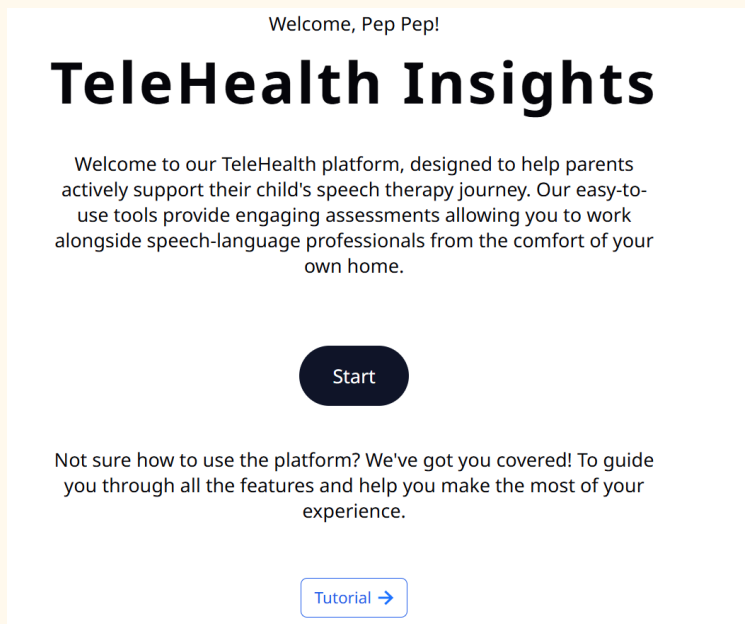 Welcome, Pep Pep!
TeleHealth Insights
Welcome to our TeleHealth platform, designed to help parents
actively support their child's speech therapy journey. Our easy-to-
use tools provide engaging assessments allowing you to work
alongside speech-language professionals from the comfort of your
own home.
Start
Not sure how to use the platform? We've got you covered! To guide
you through all the features and help you make the most of your
experience.
Tutorial →